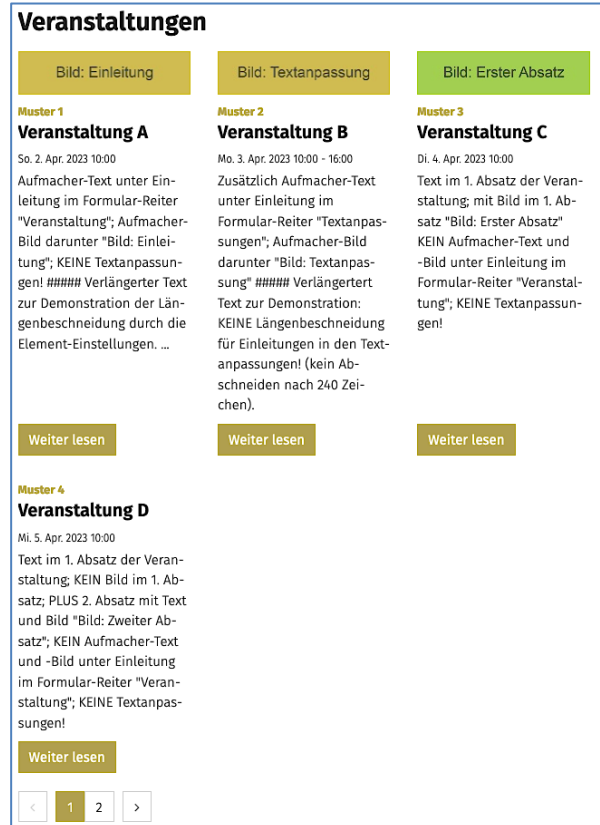 Veranstaltungen
Bild: Einleitung
Muster 1
Veranstaltung A
So. 2. Apr. 2023 10:00
Aufmacher-Text unter Ein-
leitung im Formular-Reiter
"Veranstaltung"; Aufmacher-
Bild darunter "Bild: Einlei-
tung"; KEINE Textanpassun-
gen! ##### Verlängerter Text
zur Demonstration der Län-
genbeschneidung durch die
Element-Einstellungen. ...
Weiter lesen
Bild: Textanpassung
Muster 2
Veranstaltung B
Mo. 3. Apr. 2023 10:00 - 16:00
Zusätzlich Aufmacher-Text
unter Einleitung im
Formular-Reiter "Textanpas-
sungen"; Aufmacher-Bild
darunter "Bild: Textanpas-
sung" ##### Verlängertert
Text zur Demonstration:
KEINE Längenbeschneidung
für Einleitungen in den Text-
anpassungen! (kein Ab-
schneiden nach 240 Zei-
chen).
Weiter lesen
Bild: Erster Absatz
Muster 3
Veranstaltung C
Di. 4. Apr. 2023 10:00
Text im 1. Absatz der Veran-
staltung; mit Bild im 1. Ab-
satz "Bild: Erster Absatz"
KEIN Aufmacher-Text und
-Bild unter Einleitung im
Formular-Reiter "Veranstal-
tung"; KEINE Textanpassun-
gen!
Weiter lesen
Muster 4
Veranstaltung D
Mi. 5. Apr. 2023 10:00
Text im 1. Absatz der Veran-
staltung; KEIN Bild im 1. Ab-
satz; PLUS 2. Absatz mit Text
und Bild "Bild: Zweiter Ab-
satz"; KEIN Aufmacher-Text
und -Bild unter Einleitung
im Formular-Reiter "Veran-
staltung"; KEINE Textanpas-
sungen!
Weiter lesen
< 1 2 >